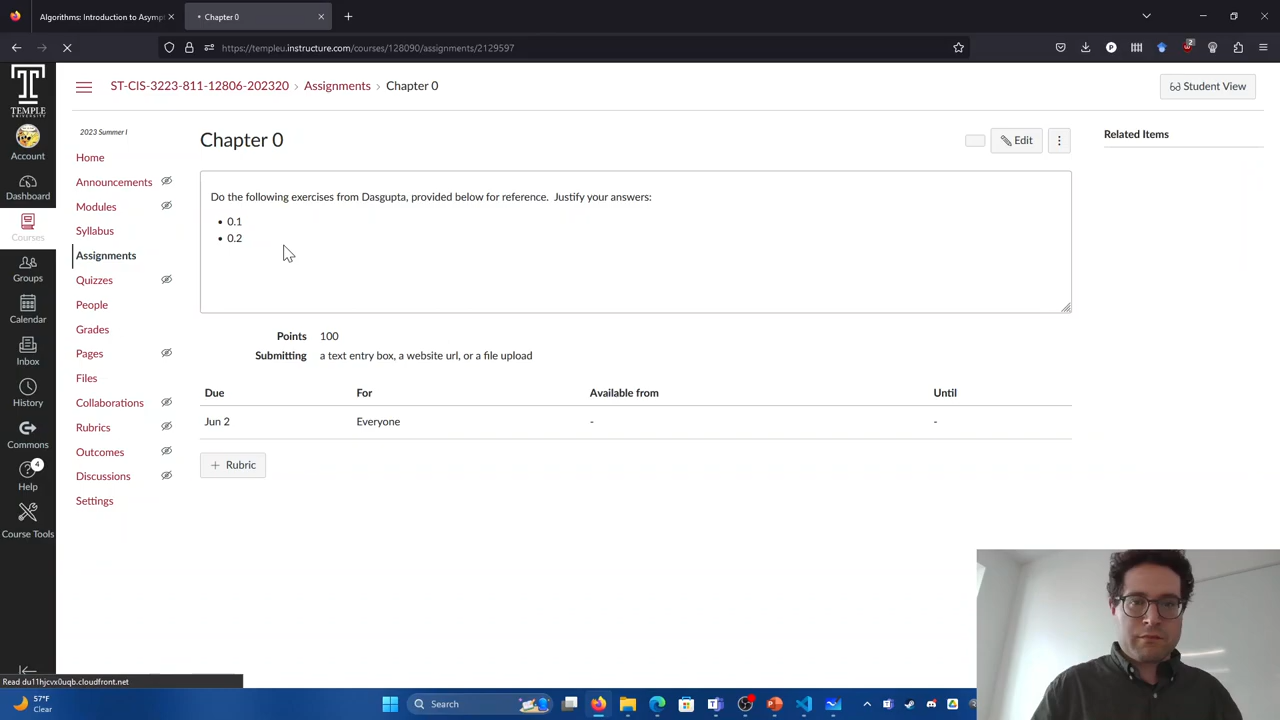 Algorithms: Introduction to Asymp
Chapter 0
https://templeu.instructure.com/courses/128090/assignments/2129597
2
TEMPLE
UNIVERSITY
Account
Dashboard
Courses
Groups
Calendar
Inbox
History
Commons
4
Help
Course Tools
ST-CIS-3223-811-12806-202320 > Assignments > Chapter 0
Student View
2023 Summer I
Home
Announcements
Modules
Syllabus
Assignments
Quizzes
People
Grades
Pages
Files
Collaborations
Rubrics
Outcomes
Discussions
Settings
Chapter 0
Edit
Related Items
Do the following exercises from Dasgupta, provided below for reference. Justify your answers:
• 0.1
• 0.2
Points 100
Submitting a text entry box, a website url, or a file upload
Due For Available from Until
Jun 2 Everyone - -
+ Rubric
Read du11hjcvx0uqb.cloudfront.net
57°F
Clear
Search